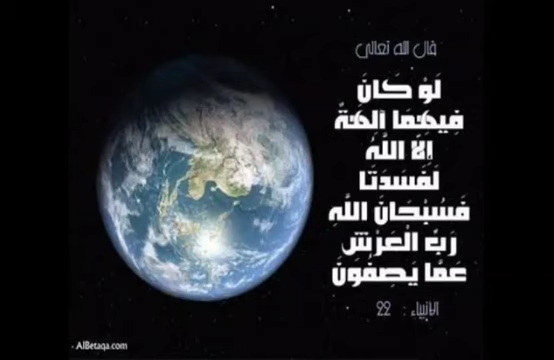 قال الله تعالى
لَوْ كَانَ
فِيهِمَا آلِهَةٌ
إِلَّا اللَّهُ
لَفَسَدَتَا
فَسُبْحَانَ اللَّهِ
رَبِّ الْعَرْشِ
عَمَّا يَصِفُونَ
الأنبياء : 22
- AlBetaqa.com